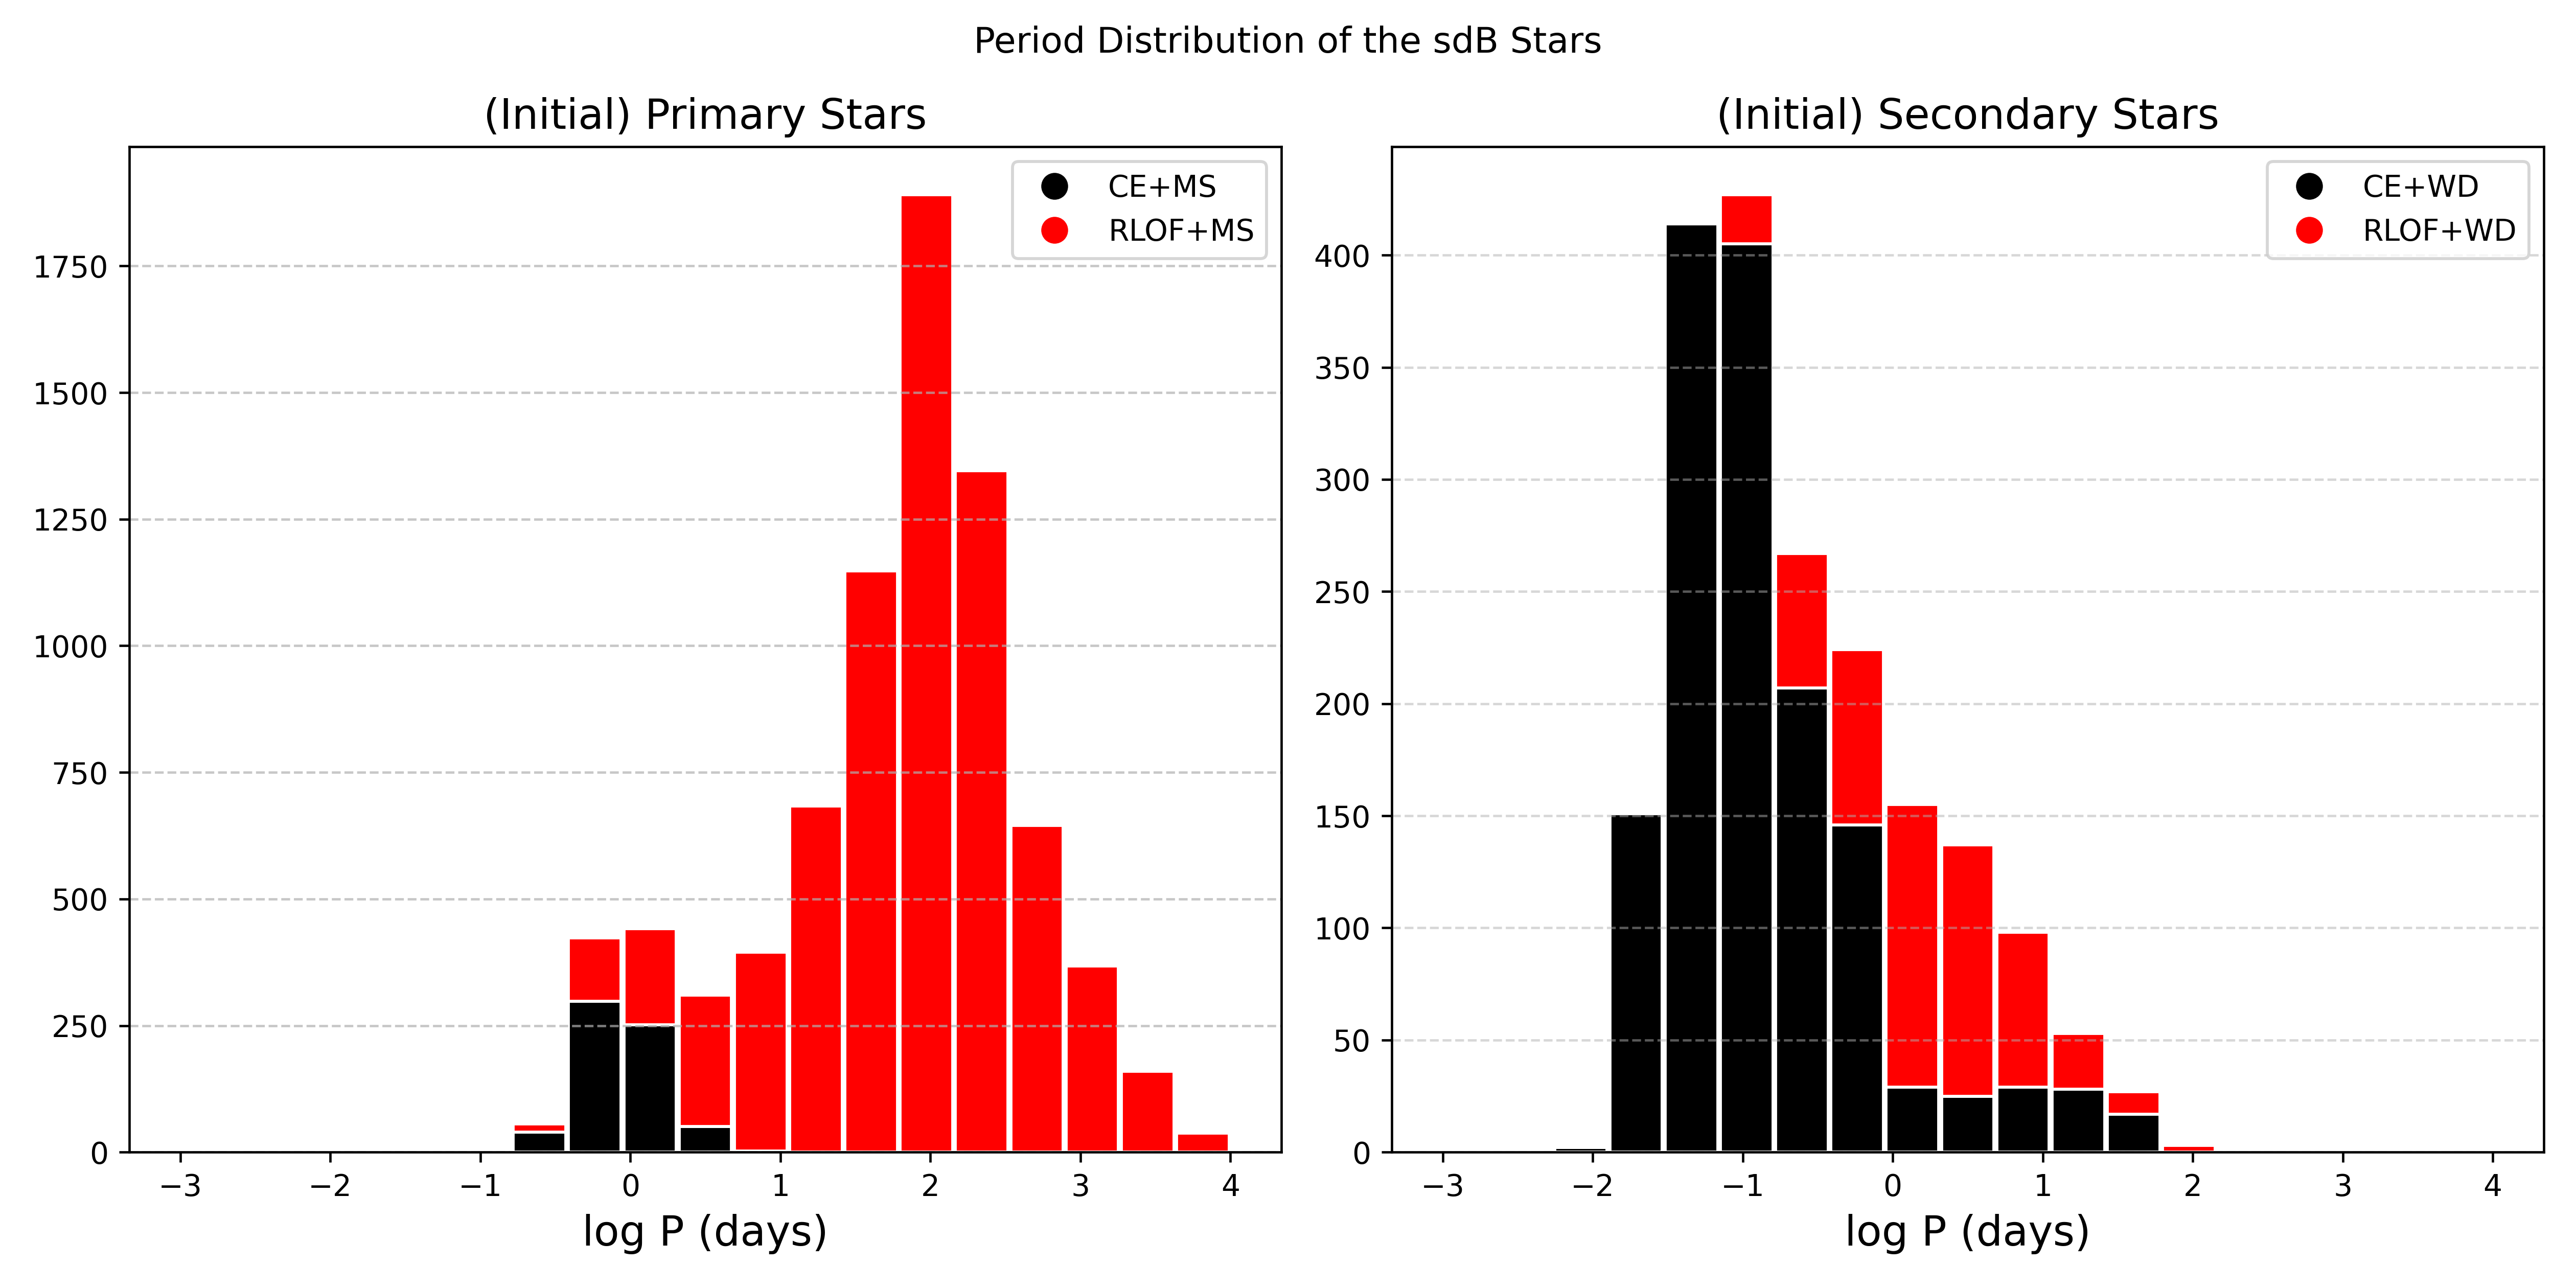 Period Distribution of the sdB Stars
(Initial) Primary Stars
CE+MS
RLOF+MS
1750
1500
1250
1000
750
500
250
0
−3 −2 −1 0 1 2 3 4
log P (days)
(Initial) Secondary Stars
CE+WD
RLOF+WD
400
350
300
250
200
150
100
50
0
−3 −2 −1 0 1 2 3 4
log P (days)